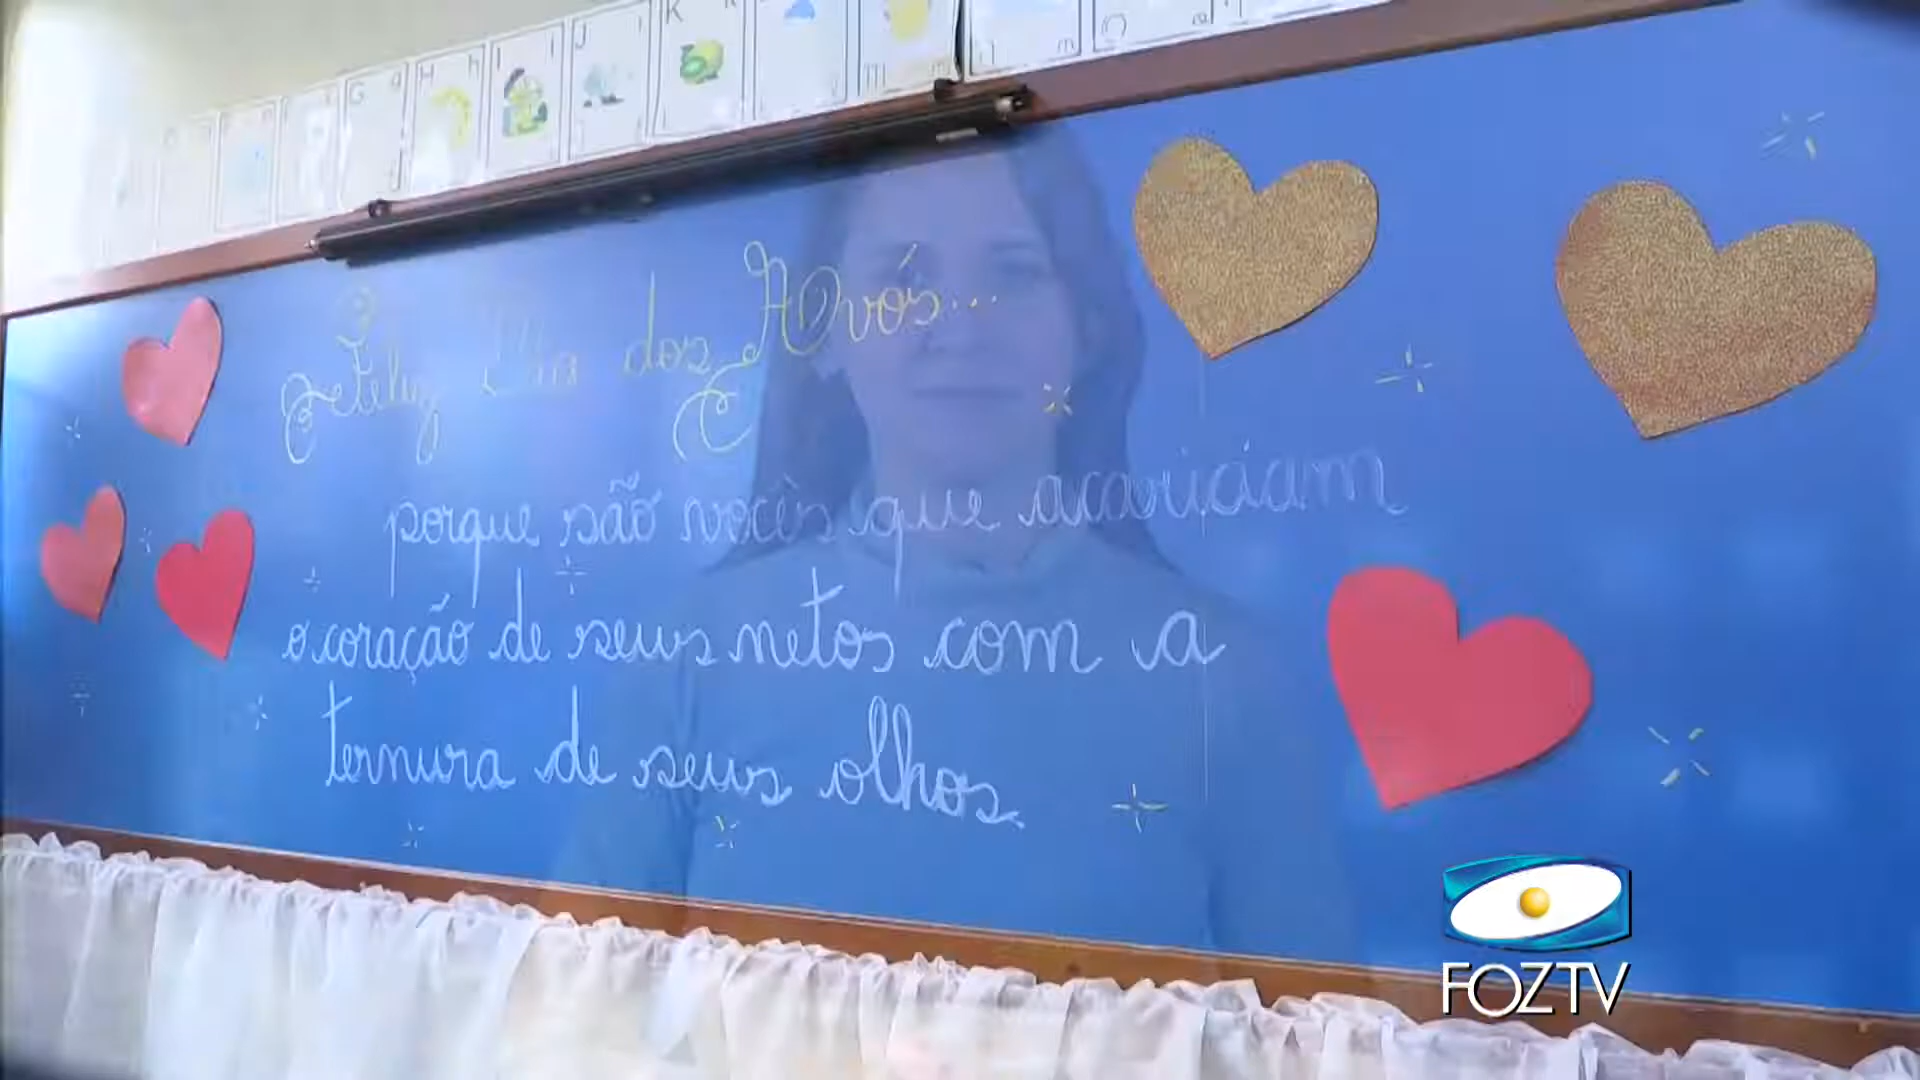 G g
H h
I i
J j
K k
m m
Feliz Dia dos Avós...
porque são vocês que acariciam
o coração de seus netos com a
ternura de seus olhos.
FOZTV